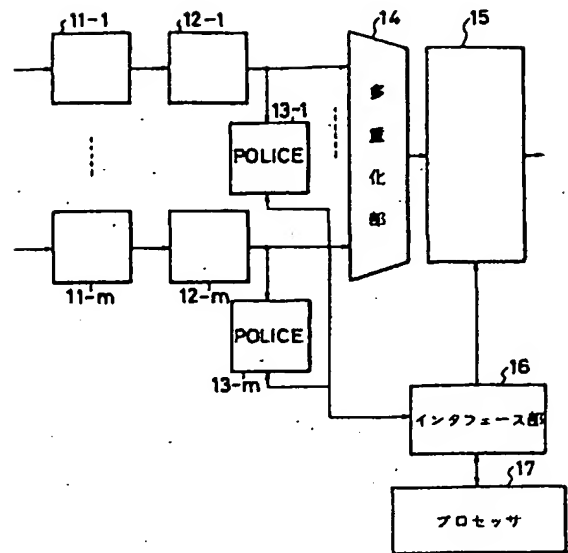 11-1
12-1
14
15
13-1
POLICE
多重化部
11-m
12-m
POLICE
13-m
16
インタフェース部
17
プロセッサ